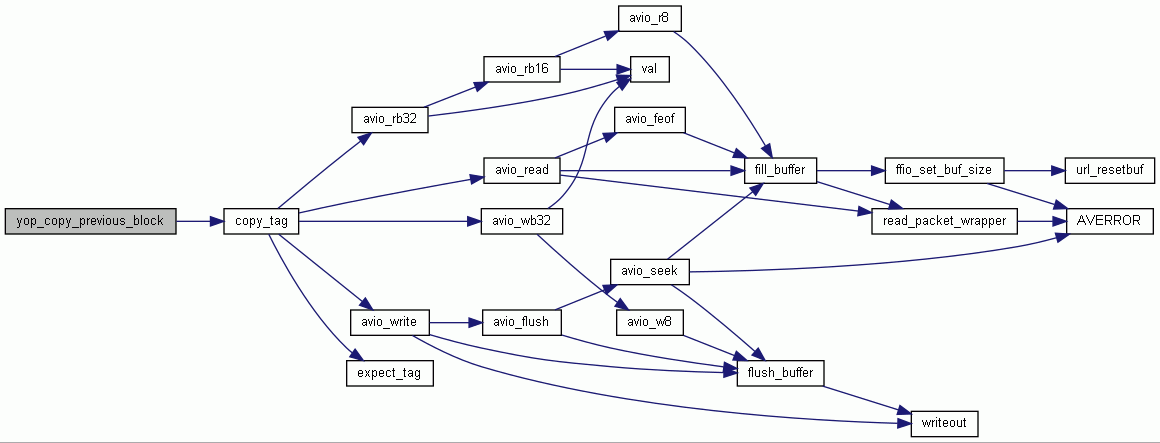 avio_r8
avio_rb16
val
avio_rb32
avio_feof
avio_read
fill_buffer
ffio_set_buf_size
url_resetbuf
yop_copy_previous_block
copy_tag
avio_wb32
read_packet_wrapper
AVERROR
avio_seek
avio_write
avio_flush
avio_w8
expect_tag
flush_buffer
writeout